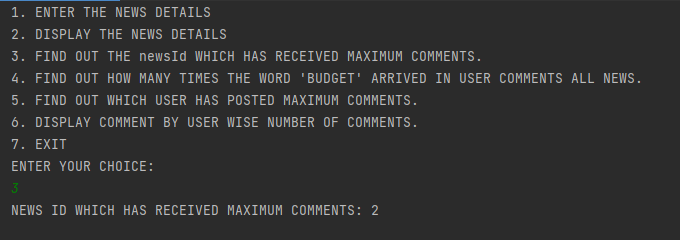 1. ENTER THE NEWS DETAILS
2. DISPLAY THE NEWS DETAILS
3. FIND OUT THE newsId WHICH HAS RECEIVED MAXIMUM COMMENTS.
4. FIND OUT HOW MANY TIMES THE WORD 'BUDGET' ARRIVED IN USER COMMENTS ALL NEWS.
5. FIND OUT WHICH USER HAS POSTED MAXIMUM COMMENTS.
6. DISPLAY COMMENT BY USER WISE NUMBER OF COMMENTS.
7. EXIT
ENTER YOUR CHOICE:
3
NEWS ID WHICH HAS RECEIVED MAXIMUM COMMENTS: 2